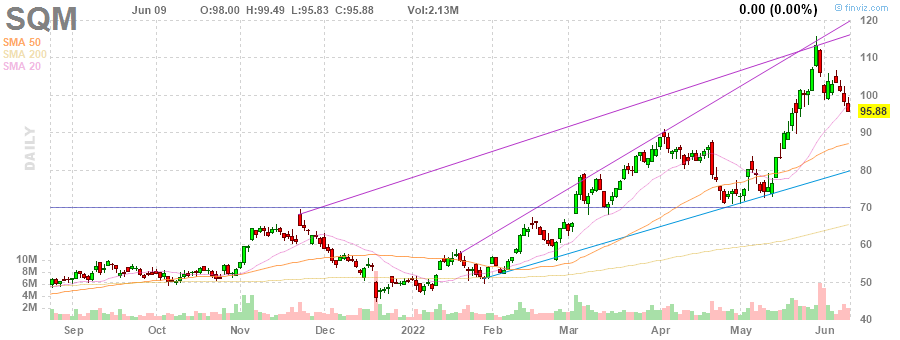 SQM Jun 09 O:98.00 H:99.49 L:95.83 C:95.88 Vol:2.13M 0.00 (0.00%) © finviz.com
SMA 50
SMA 200
SMA 20
DAILY
120
110
100
95.88
90
80
70
60
50
40
10M
8M
6M
4M
2M
Sep Oct Nov Dec 2022 Feb Mar Apr May Jun